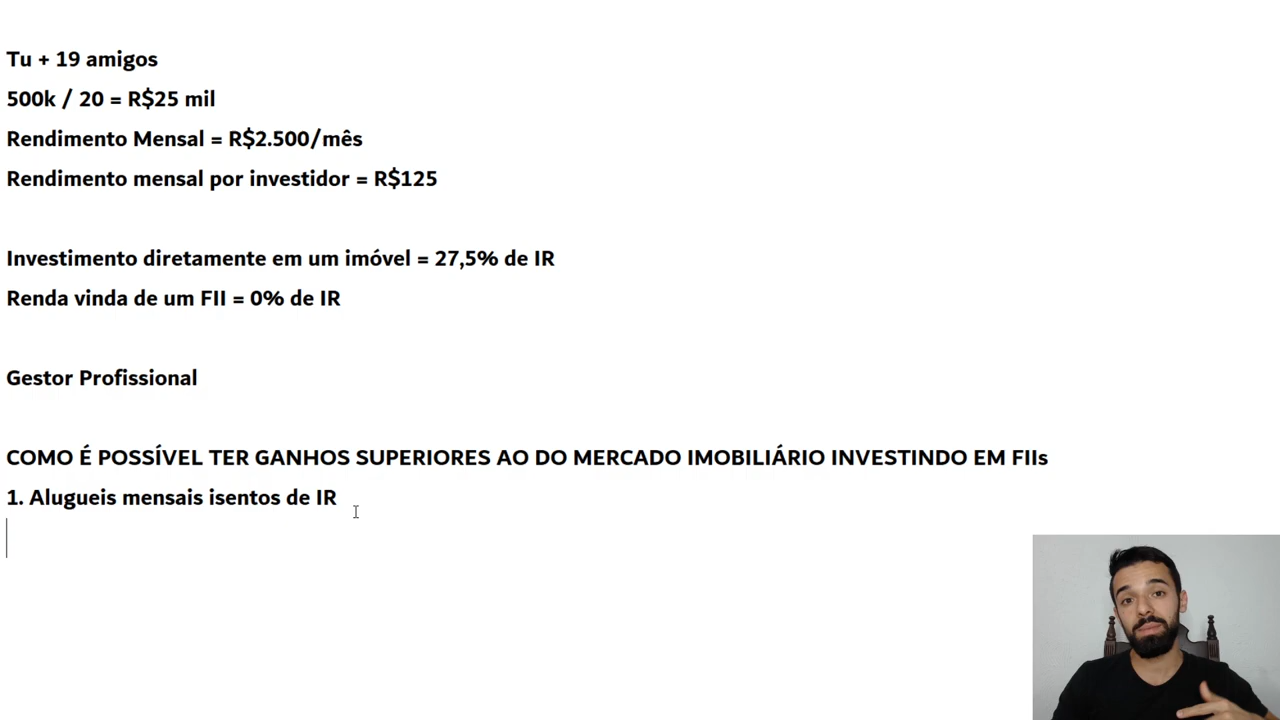 Tu + 19 amigos
500k / 20 = R$25 mil
Rendimento Mensal = R$2.500/mês
Rendimento mensal por investidor = R$125
Investimento diretamente em um imóvel = 27,5% de IR
Renda vinda de um FII = 0% de IR
Gestor Profissional
COMO É POSSÍVEL TER GANHOS SUPERIORES AO DO MERCADO IMOBILIÁRIO INVESTINDO EM FIIs
1. Alugueis mensais isentos de IR